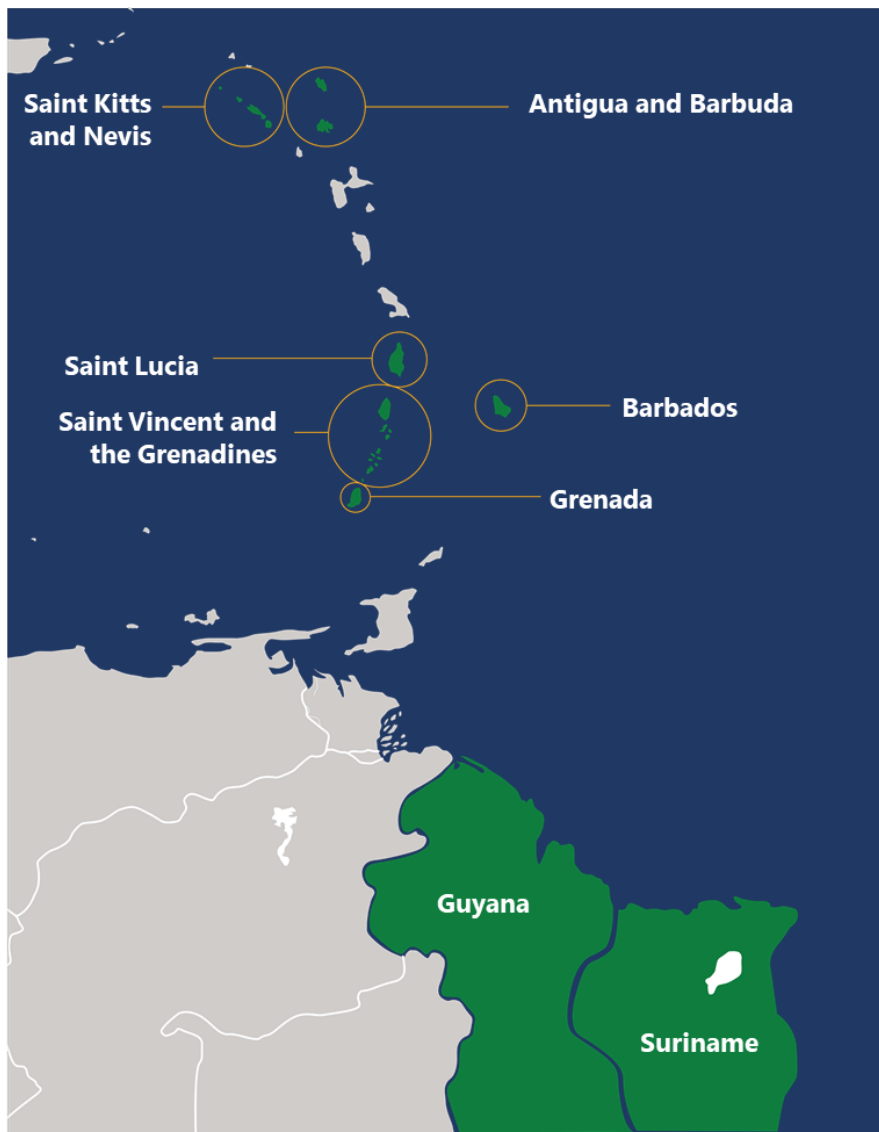 Saint Kitts
and Nevis
Antigua and Barbuda
Saint Lucia
Saint Vincent and
the Grenadines
Barbados
Grenada
Guyana
Suriname